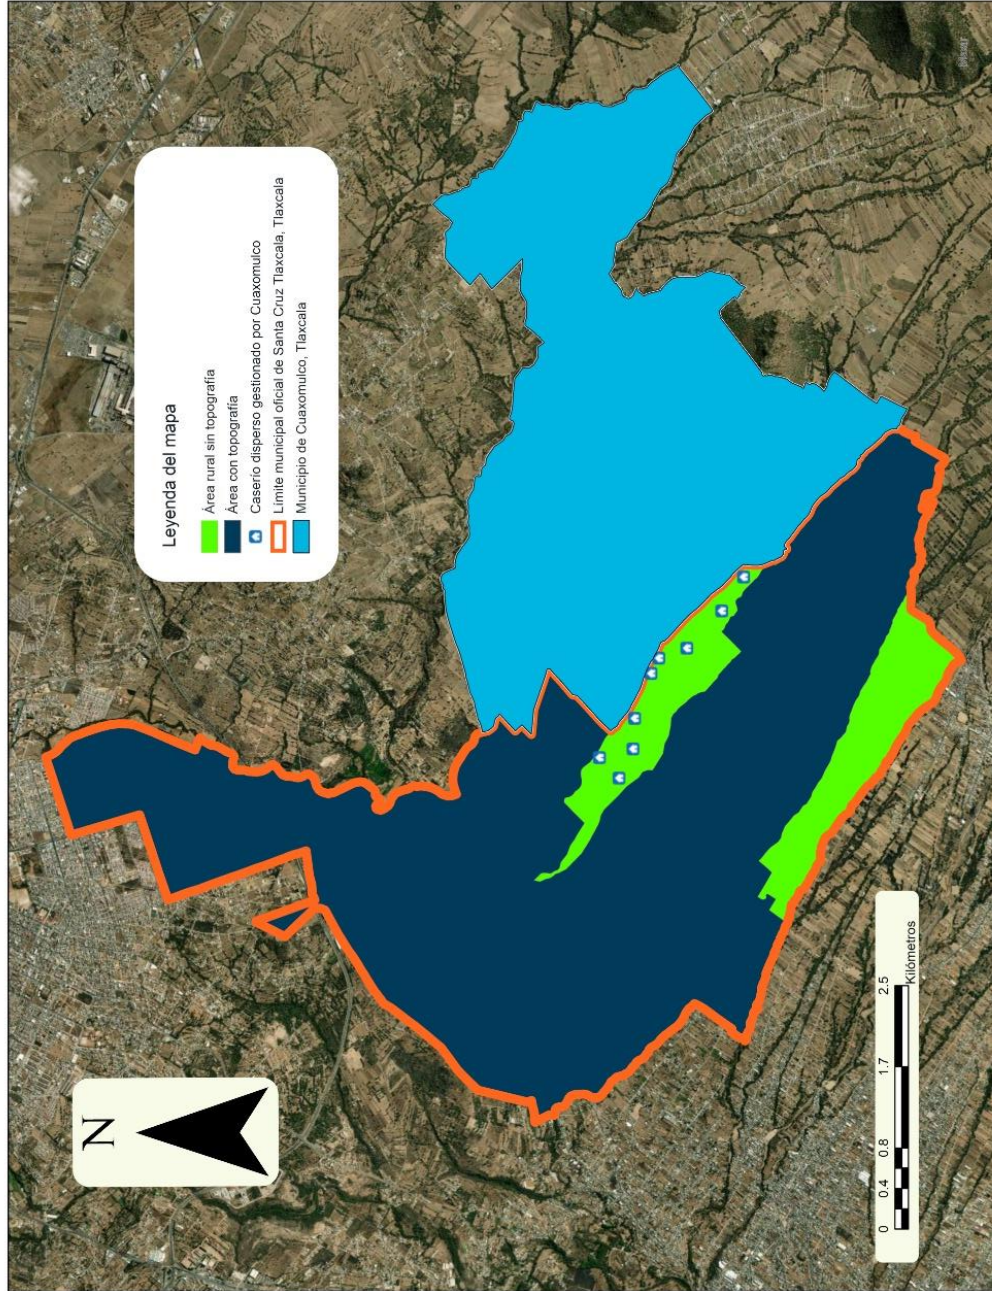 N
Leyenda del mapa
Área rural sin topografía
Área con topografía
Caserío disperso gestionado por Cuaxomulco
Límite municipal oficial de Santa Cruz Tlaxcala, Tlaxcala
Municipio de Cuaxomulco, Tlaxcala
0 0.4 0.8 1.7 2.5
Kilómetros